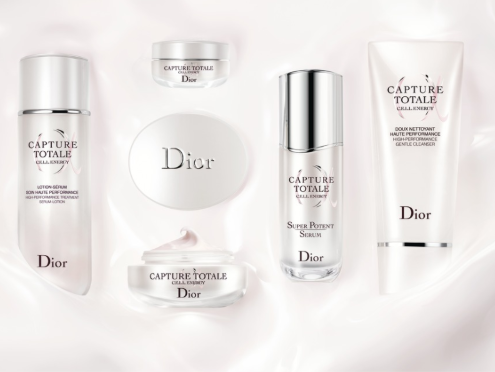 CAPTURE
TOTALE
CELL ENERGY
LOTION-SÉRUM
SOIN HAUTE PERFORMANCE
HIGH PERFORMANCE TREATMENT
SERUM-LOTION
Dior
CAPTURE TOTALE
CELL ENERGY
Dior
Dior
CAPTURE TOTALE
CELL ENERGY
Dior
CAPTURE
TOTALE
CELL ENERGY
SUPER POTENT
SERUM
Dior
CAPTURE
TOTALE
CELL ENERGY
DOUX NETTOYANT
HAUTE PERFORMANCE
HIGH-PERFORMANCE
GENTLE CLEANSER
Dior